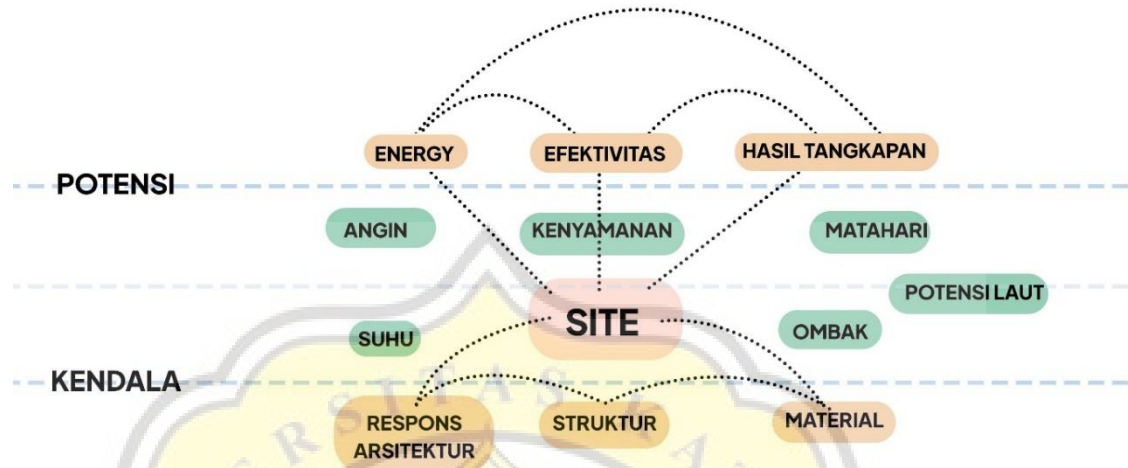 ENERGY
EFEKTIVITAS
HASIL TANGKAPAN
POTENSI
ANGIN
KENYAMANAN
MATAHARI
POTENSI LAUT
SITE
OMBAK
SUHU
KENDALA
RESPONS
ARSITEKTUR
STRUKTUR
MATERIAL